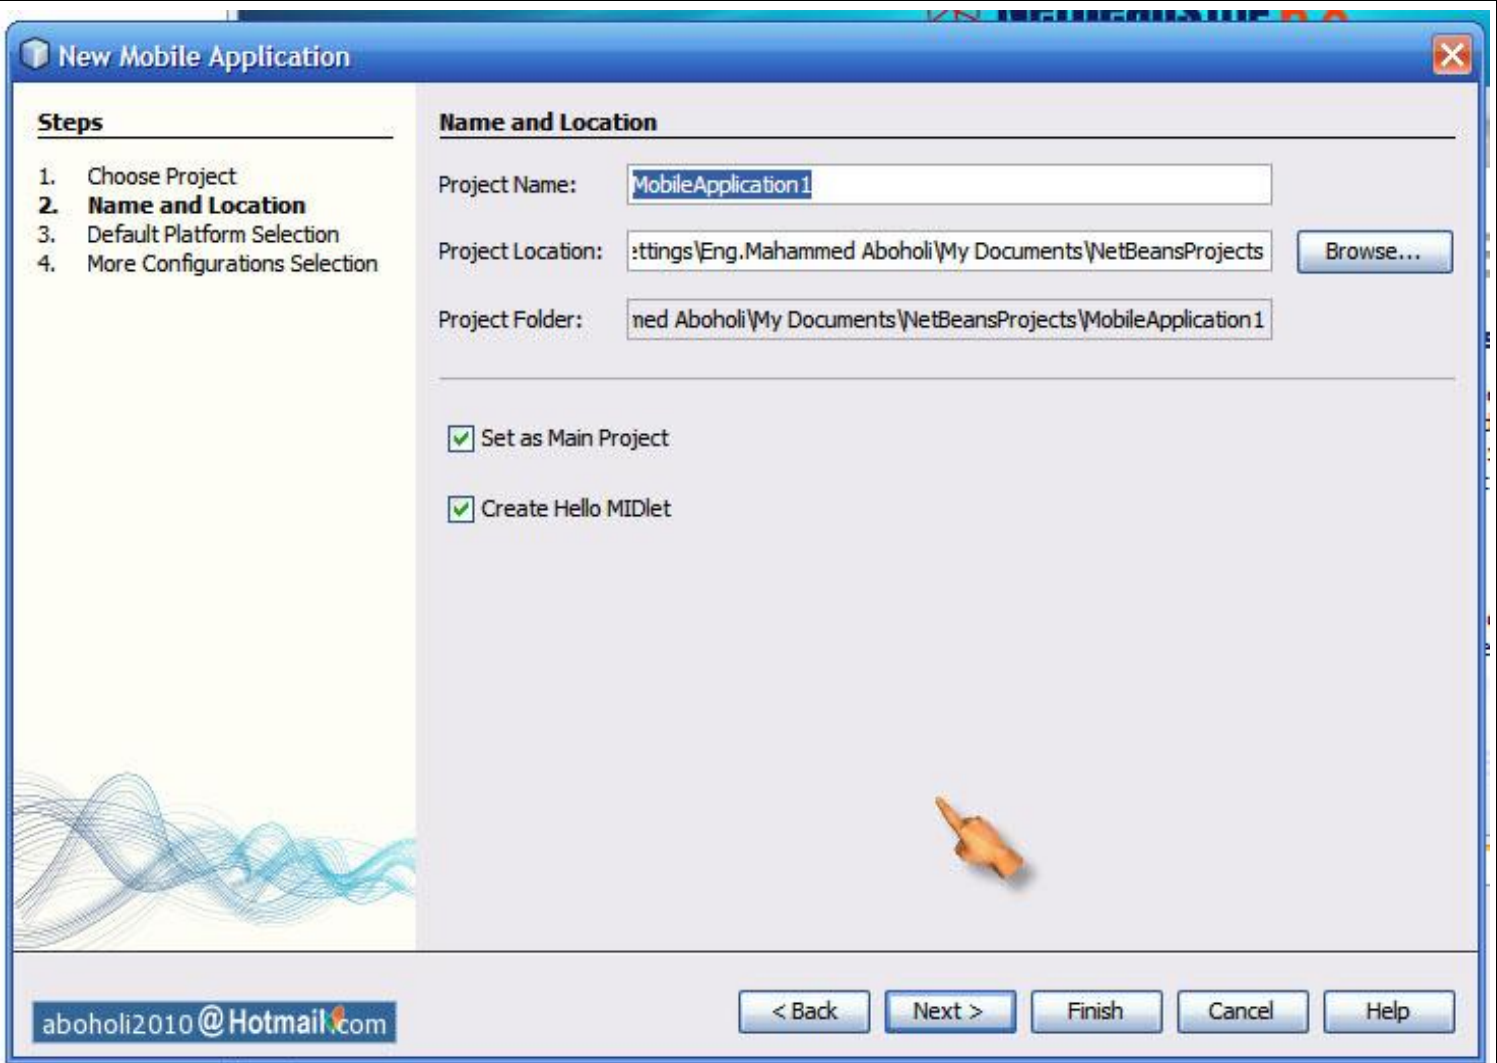 New Mobile Application
Steps
1. Choose Project
2. Name and Location
3. Default Platform Selection
4. More Configurations Selection
Name and Location
Project Name: MobileApplication1
Project Location: ettings\Eng.Mahammed Aboholi\My Documents\NetBeansProjects Browse...
Project Folder: ned Aboholi\My Documents\NetBeansProjects\MobileApplication1
Set as Main Project
Create Hello MIDlet
aboholi2010@Hotmail.com
< Back Next > Finish Cancel Help